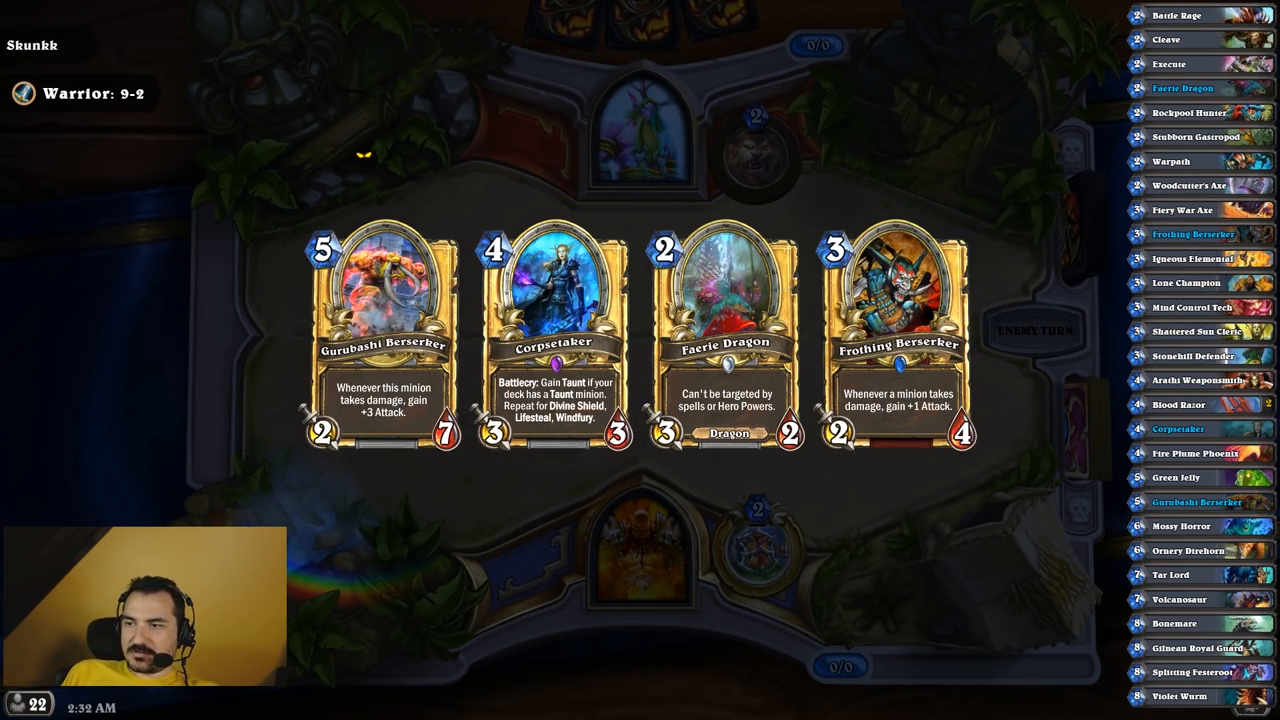 Skunkk
Warrior: 9-2
0/0
2
ENEMY TURN
5
Gurubashi Berserker
Whenever this minion
takes damage, gain
+3 Attack.
2
7
4
Corpsetaker
Battlecry: Gain Taunt if your
deck has a Taunt minion.
Repeat for Divine Shield,
Lifesteal, Windfury.
3
3
2
Faerie Dragon
Can't be targeted by
spells or Hero Powers.
3
Dragon
2
3
Frothing Berserker
Whenever a minion takes
damage, gain +1 Attack.
2
4
2
0/0
22
2:32 AM
2 Battle Rage
2 Cleave
2 Execute
2 Faerie Dragon
2 Rockpool Hunter
2 Stubborn Gastropod
2 Warpath
2 Woodcutter's Axe
3 Fiery War Axe
3 Frothing Berserker
3 Igneous Elemental
3 Lone Champion
3 Mind Control Tech
3 Shattered Sun Cleric
3 Stonehill Defender
4 Arathi Weaponsmith
4 Blood Razor 2
4 Corpsetaker
4 Fire Plume Phoenix
5 Green Jelly
5 Gurubashi Berserker
6 Mossy Horror
6 Ornery Direhorn
7 Tar Lord
7 Volcanosaur
8 Bonemare
8 Gilnean Royal Guard
8 Splitting Festeroot
8 Violet Wurm